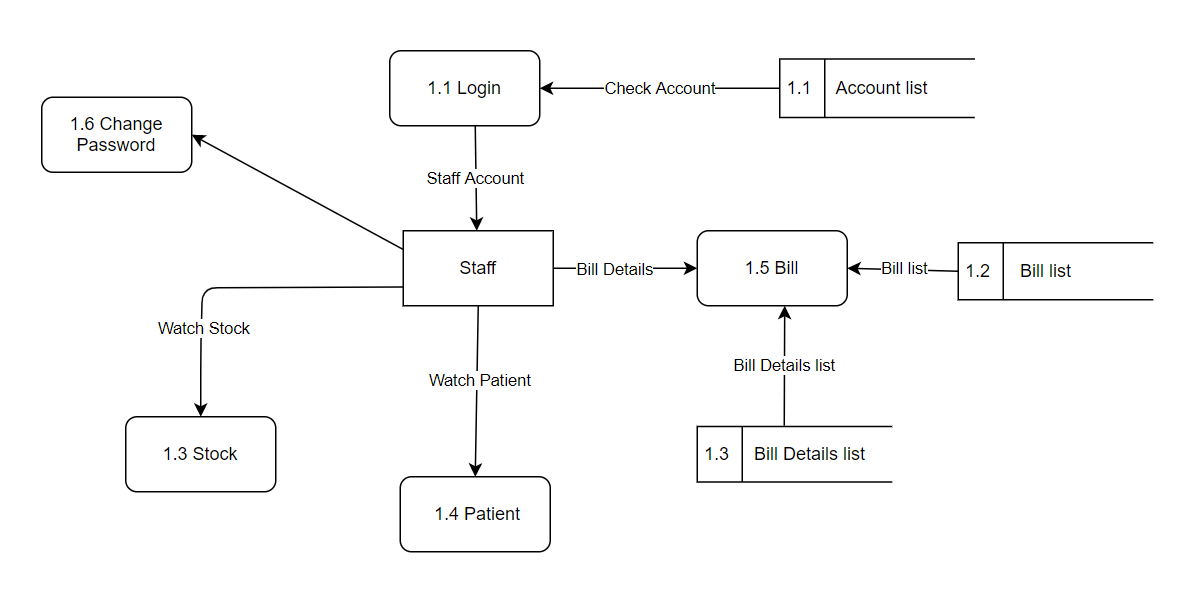 1.1 Login
Check Account
1.1 Account list
1.6 Change
Password
Staff Account
Staff
Bill Details
1.5 Bill
Bill list
1.2 Bill list
Watch Stock
Watch Patient
Bill Details list
1.3 Stock
1.3 Bill Details list
1.4 Patient